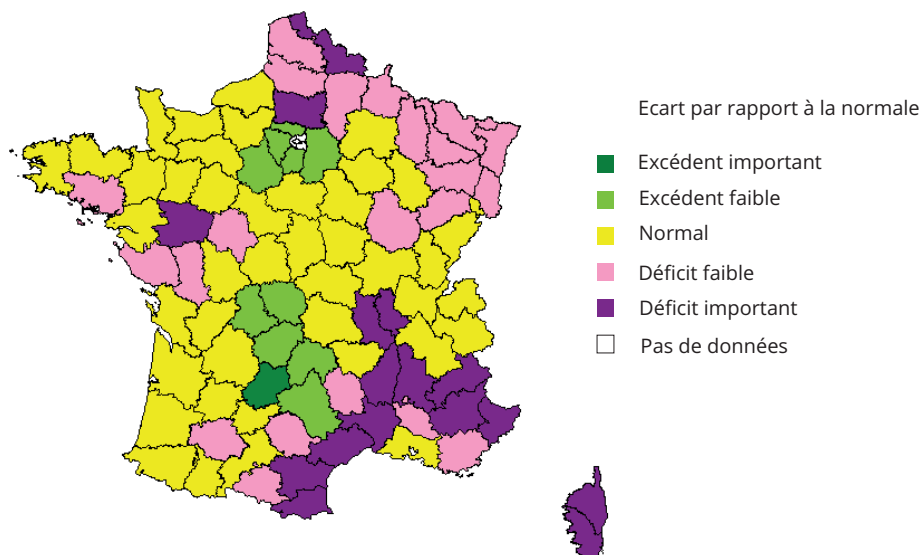 Ecart par rapport à la normale
Excédent important
Excédent faible
Normal
Déficit faible
Déficit important
Pas de données